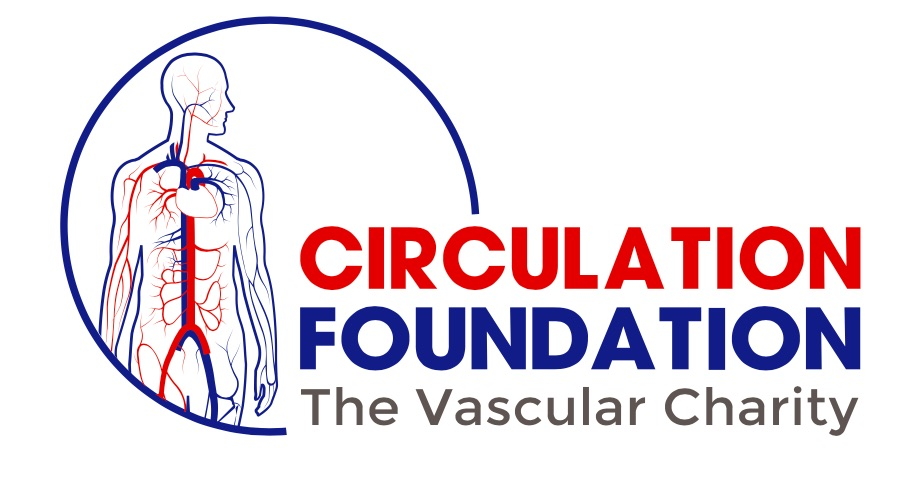 CIRCULATION
FOUNDATION
The Vascular Charity